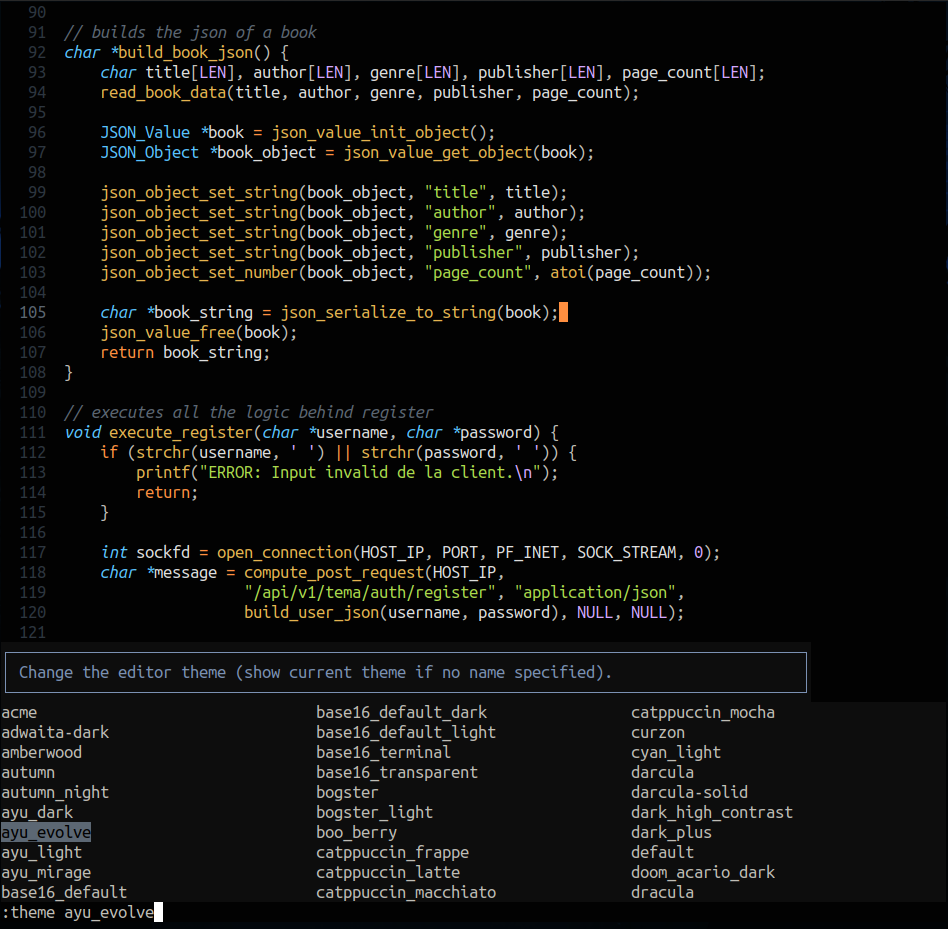 90
91 // builds the json of a book
92 char *build_book_json() {
93     char title[LEN], author[LEN], genre[LEN], publisher[LEN], page_count[LEN];
94     read_book_data(title, author, genre, publisher, page_count);
95
96     JSON_Value *book = json_value_init_object();
97     JSON_Object *book_object = json_value_get_object(book);
98
99     json_object_set_string(book_object, "title", title);
100     json_object_set_string(book_object, "author", author);
101     json_object_set_string(book_object, "genre", genre);
102     json_object_set_string(book_object, "publisher", publisher);
103     json_object_set_number(book_object, "page_count", atoi(page_count));
104
105     char *book_string = json_serialize_to_string(book);
106     json_value_free(book);
107     return book_string;
108 }
109
110 // executes all the logic behind register
111 void execute_register(char *username, char *password) {
112     if (strchr(username, ' ') || strchr(password, ' ')) {
113         printf("ERROR: Input invalid de la client.\n");
114         return;
115     }
116
117     int sockfd = open_connection(HOST_IP, PORT, PF_INET, SOCK_STREAM, 0);
118     char *message = compute_post_request(HOST_IP,
119                     "/api/v1/tema/auth/register", "application/json",
120                     build_user_json(username, password), NULL, NULL);
121
Change the editor theme (show current theme if no name specified).
acme base16_default_dark catppuccin_mocha
adwaita-dark base16_default_light curzon
amberwood base16_terminal cyan_light
autumn base16_transparent darcula
autumn_night bogster darcula-solid
ayu_dark bogster_light dark_high_contrast
ayu_evolve boo_berry dark_plus
ayu_light catppuccin_frappe default
ayu_mirage catppuccin_latte doom_acario_dark
base16_default catppuccin_macchiato dracula
:theme ayu_evolve